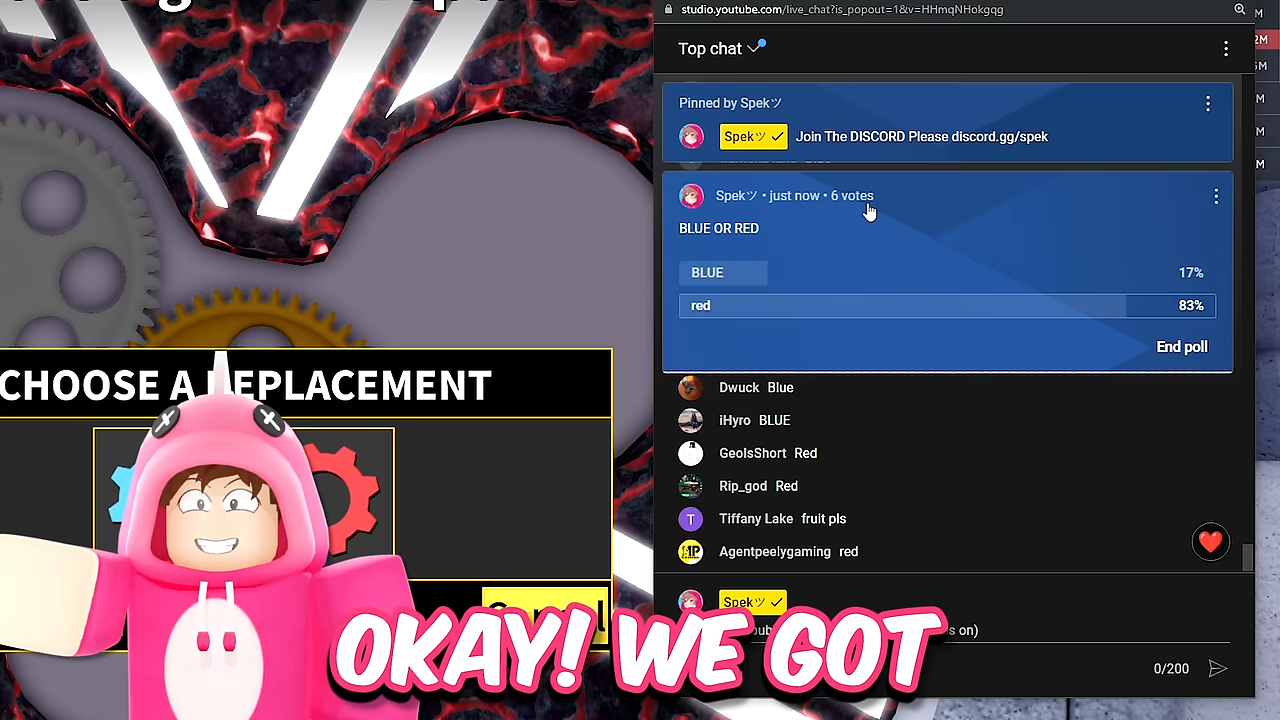 studio.youtube.com/live_chat?is_popout=1&v=HHmqNHokgqg
Top chat
Pinned by Spekツ
Spekツ Join The DISCORD Please discord.gg/spek
Spekツ • just now • 6 votes
BLUE OR RED
BLUE 17%
red 83%
End poll
Dwuck Blue
iHyro BLUE
GeoIsShort Red
Rip_god Red
T Tiffany Lake fruit pls
Agentpeelygaming red
Spekツ
s on)
0/200
CHOOSE A REPLACEMENT
OKAY! WE GOT